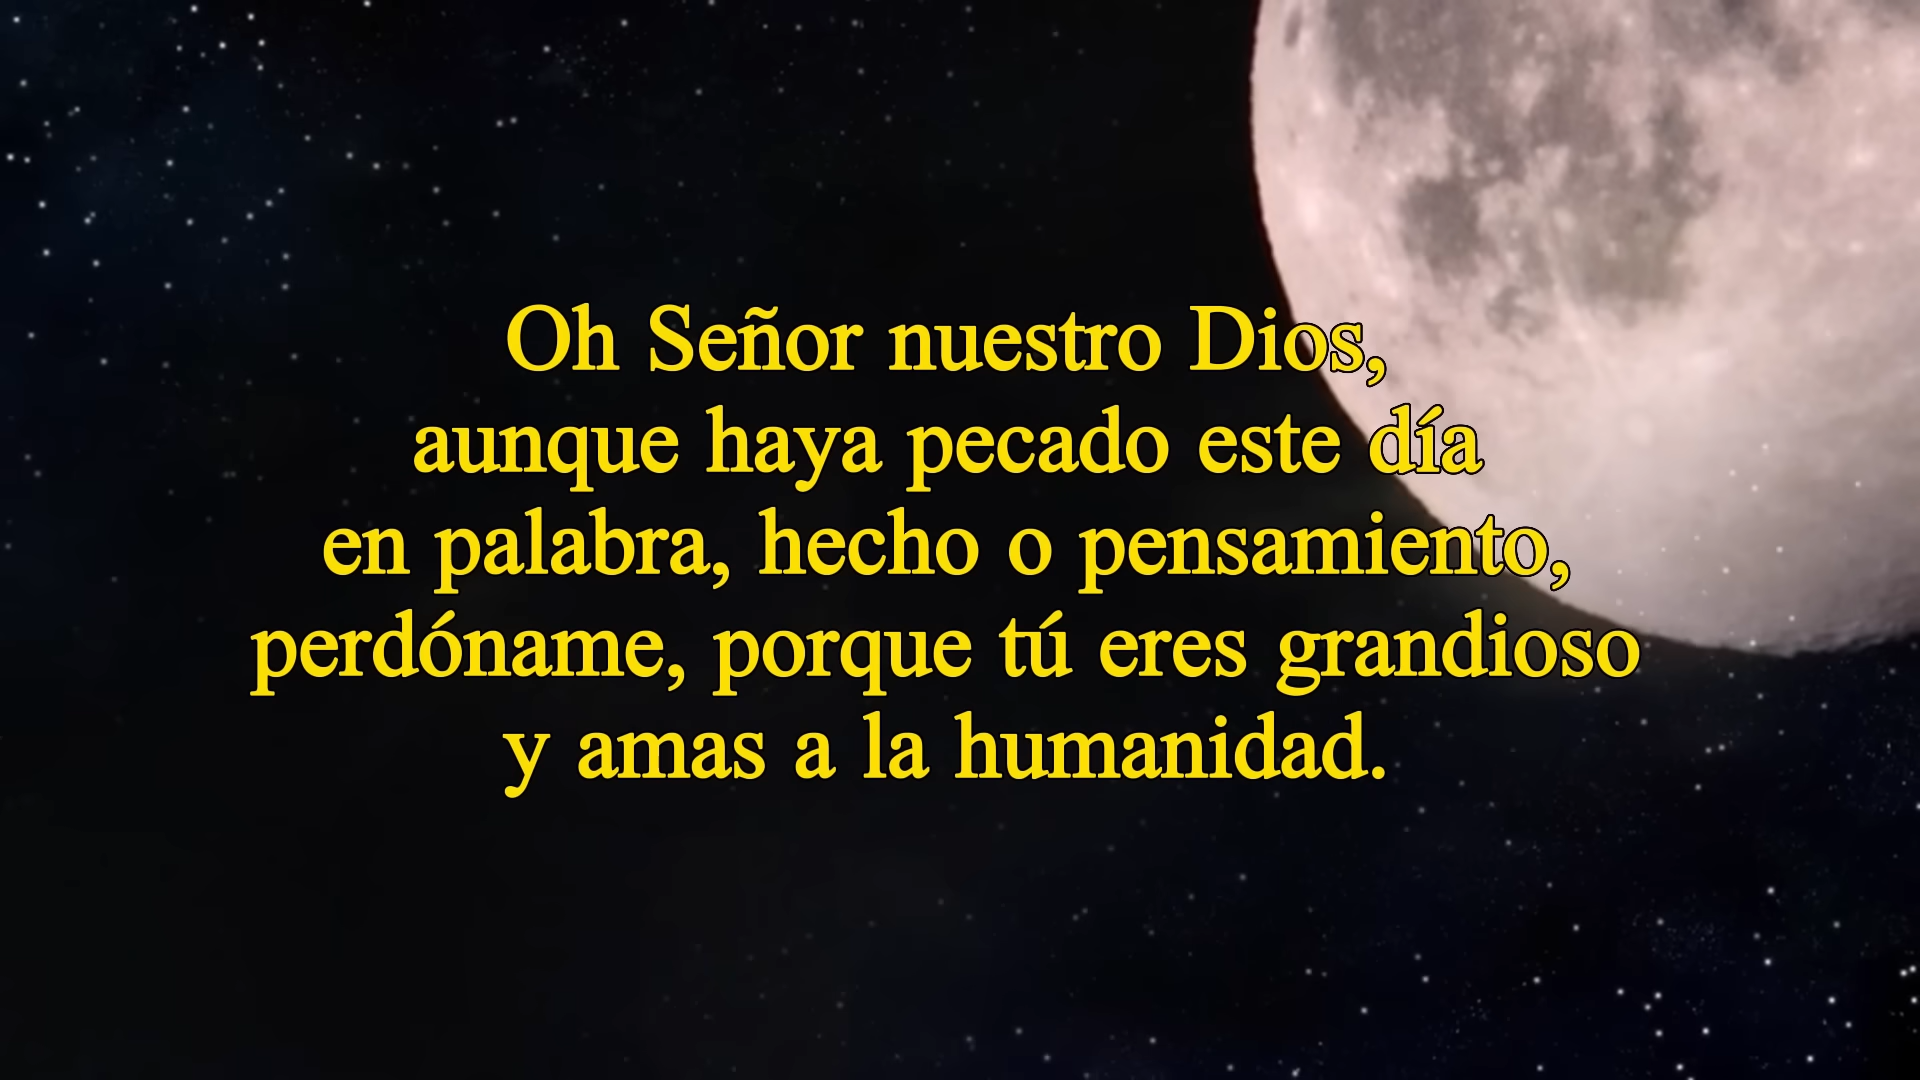 Oh Señor nuestro Dios,
aunque haya pecado este día
en palabra, hecho o pensamiento,
perdóname, porque tú eres grandioso
y amas a la humanidad.